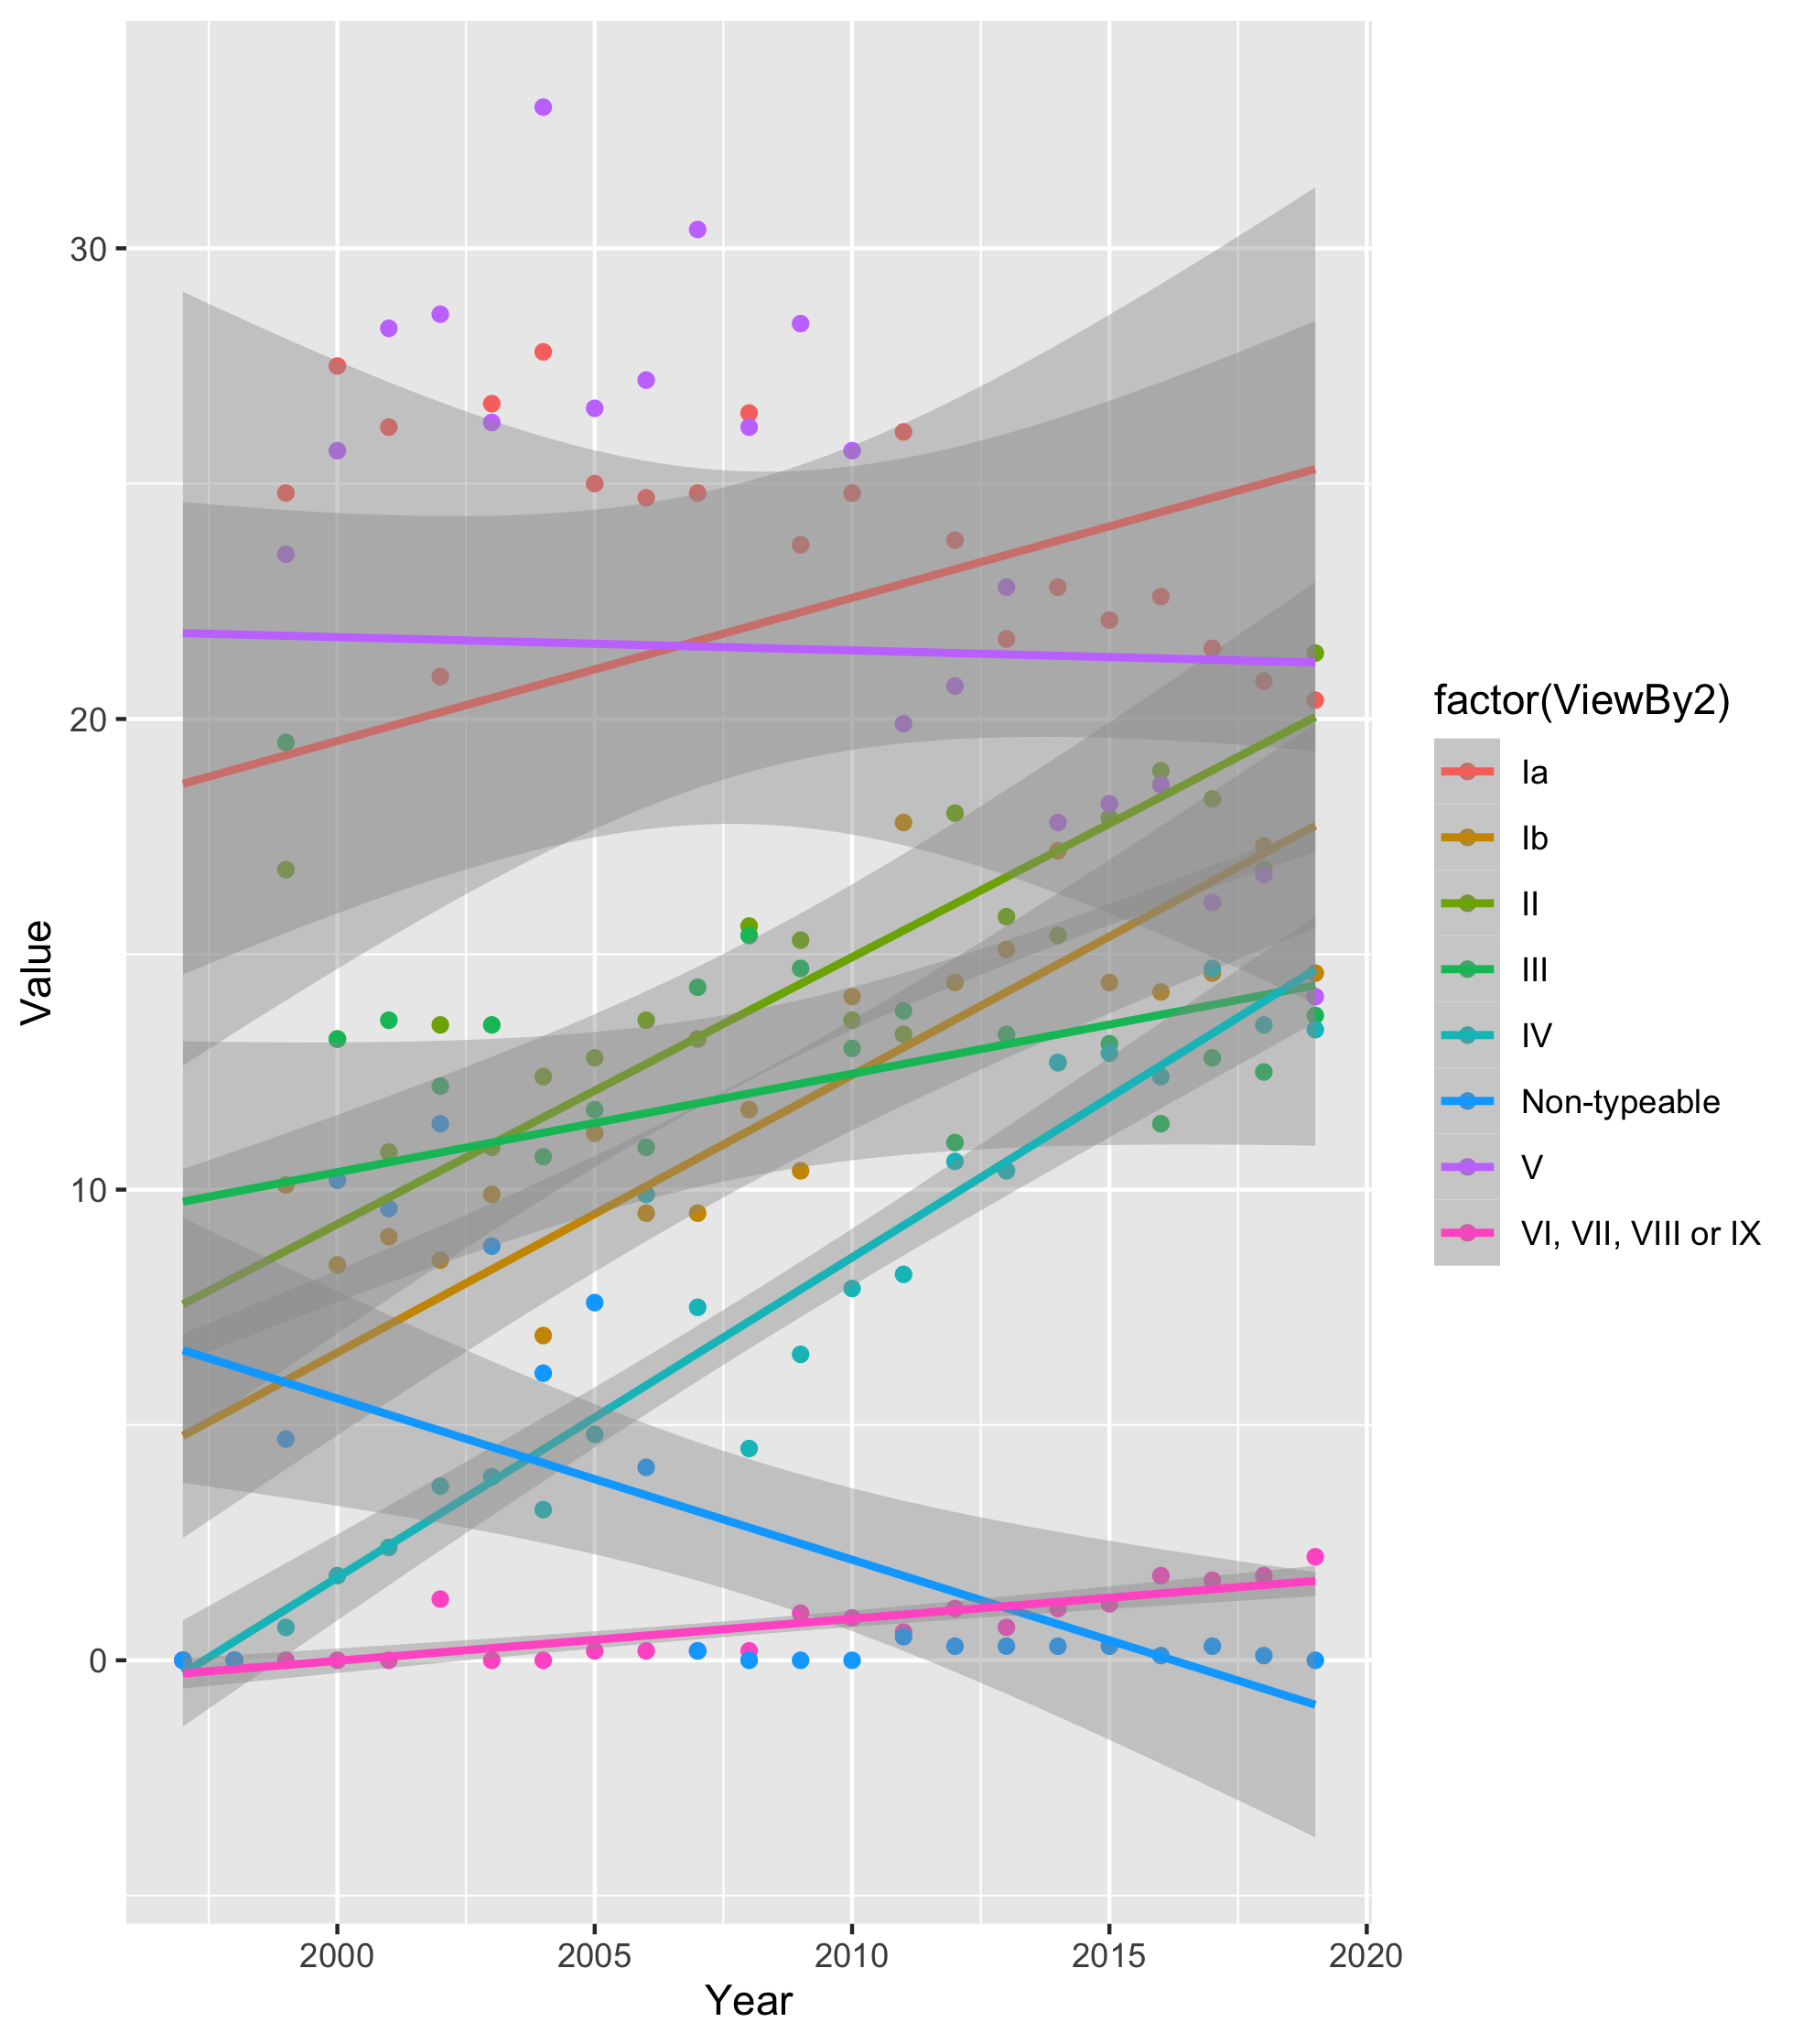 30
20
10
0
Value
2000 2005 2010 2015 2020
Year
factor(ViewBy2)
Ia
Ib
II
III
IV
Non-typeable
V
VI, VII, VIII or IX